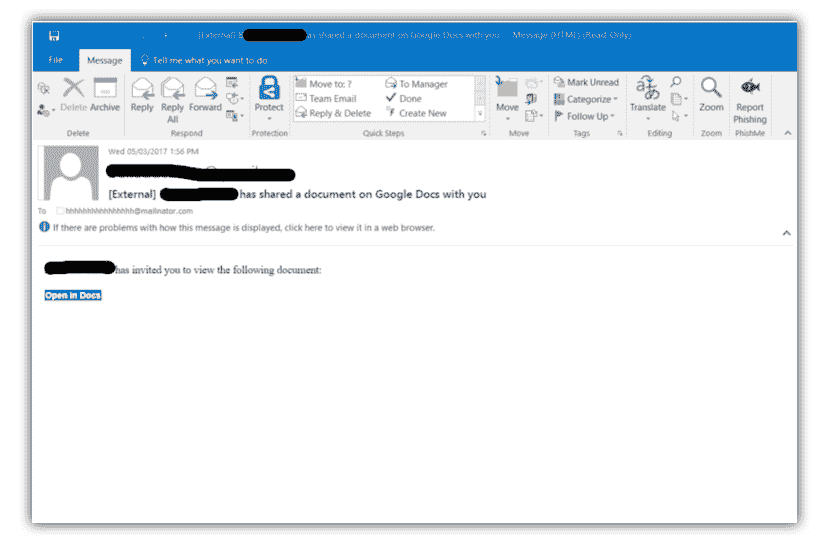 [External] has shared a document on Google Docs with you - Message (HTML) (Read-Only)
File Message Tell me what you want to do
Delete Archive Reply Reply All Forward Protect Move to: ? To Manager Team Email Done Reply & Delete Create New Move Mark Unread Categorize Follow Up Translate Zoom Report Phishing
Delete Respond Protection Quick Steps Move Tags Editing Zoom PhishMe
Wed 05/03/2017 1:56 PM
[External] has shared a document on Google Docs with you
To hhhhhhhhhhhhhhhh@mailinator.com
If there are problems with how this message is displayed, click here to view it in a web browser.
has invited you to view the following document:
Open in Docs